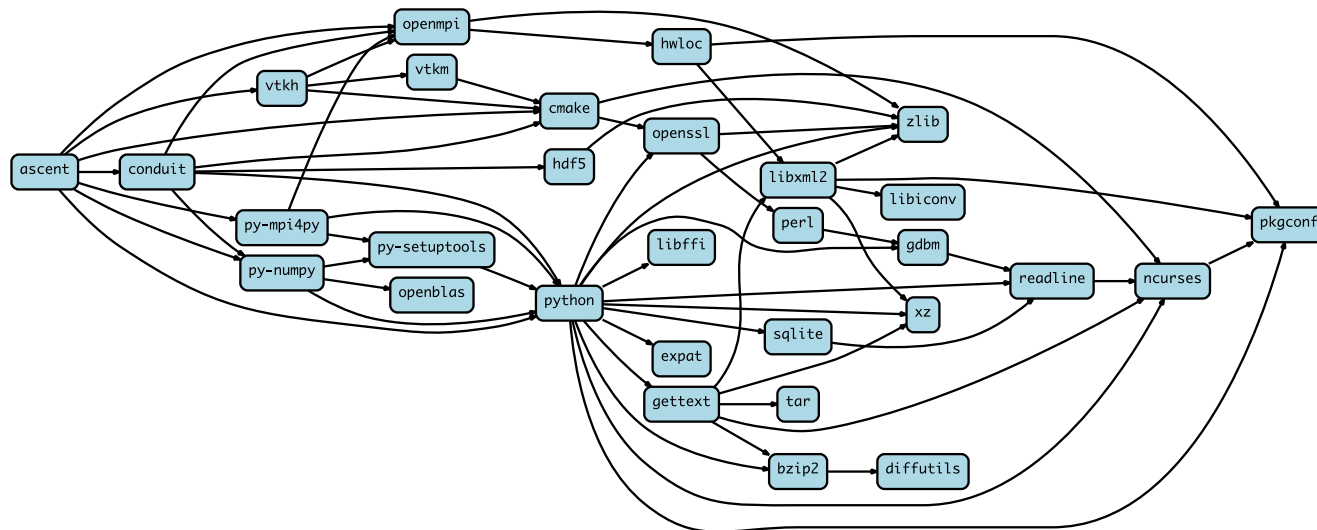 openmpi
hwloc
vtkm
vtkh
cmake
zlib
openssl
hdf5
ascent
conduit
libxml2
libiconv
py-mpi4py
perl
pkgconf
py-setuptools
libffi
gdbm
py-numpy
readline
ncurses
openblas
python
xz
sqlite
expat
gettext
tar
bzip2
diffutils